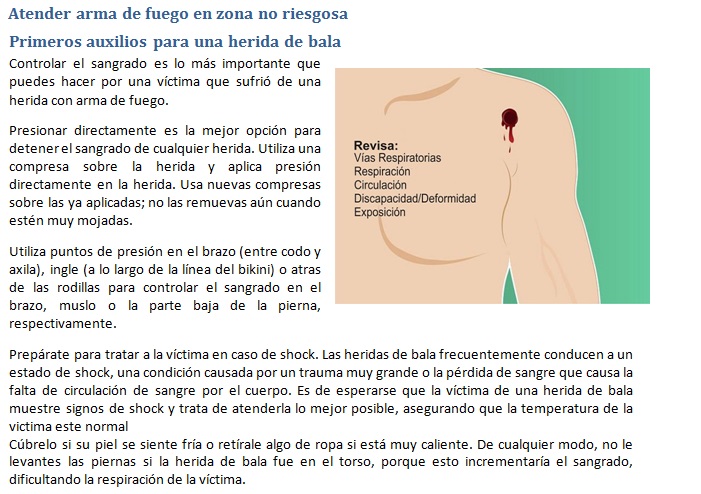 Atender arma de fuego en zona no riesgosa
Primeros auxilios para una herida de bala
Controlar el sangrado es lo más importante que
puedes hacer por una víctima que sufrió de una
herida con arma de fuego.
Presionar directamente es la mejor opción para
detener el sangrado de cualquier herida. Utiliza una
compresa sobre la herida y aplica presión
directamente en la herida. Usa nuevas compresas
sobre las ya aplicadas; no las remuevas aún cuando
estén muy mojadas.
Utiliza puntos de presión en el brazo (entre codo y
axila), ingle (a lo largo de la línea del bikini) o atras
de las rodillas para controlar el sangrado en el
brazo, muslo o la parte baja de la pierna,
respectivamente.
Revisa:
Vías Respiratorias
Respiración
Circulación
Discapacidad/Deformidad
Exposición
Prepárate para tratar a la víctima en caso de shock. Las heridas de bala frecuentemente conducen a un
estado de shock, una condición causada por un trauma muy grande o la pérdida de sangre que causa la
falta de circulación de sangre por el cuerpo. Es de esperarse que la víctima de una herida de bala
muestre signos de shock y trata de atenderla lo mejor posible, asegurando que la temperatura de la
victima este normal
Cúbrelo si su piel se siente fría o retírale algo de ropa si está muy caliente. De cualquier modo, no le
levantes las piernas si la herida de bala fue en el torso, porque esto incrementaría el sangrado,
dificultando la respiración de la víctima.